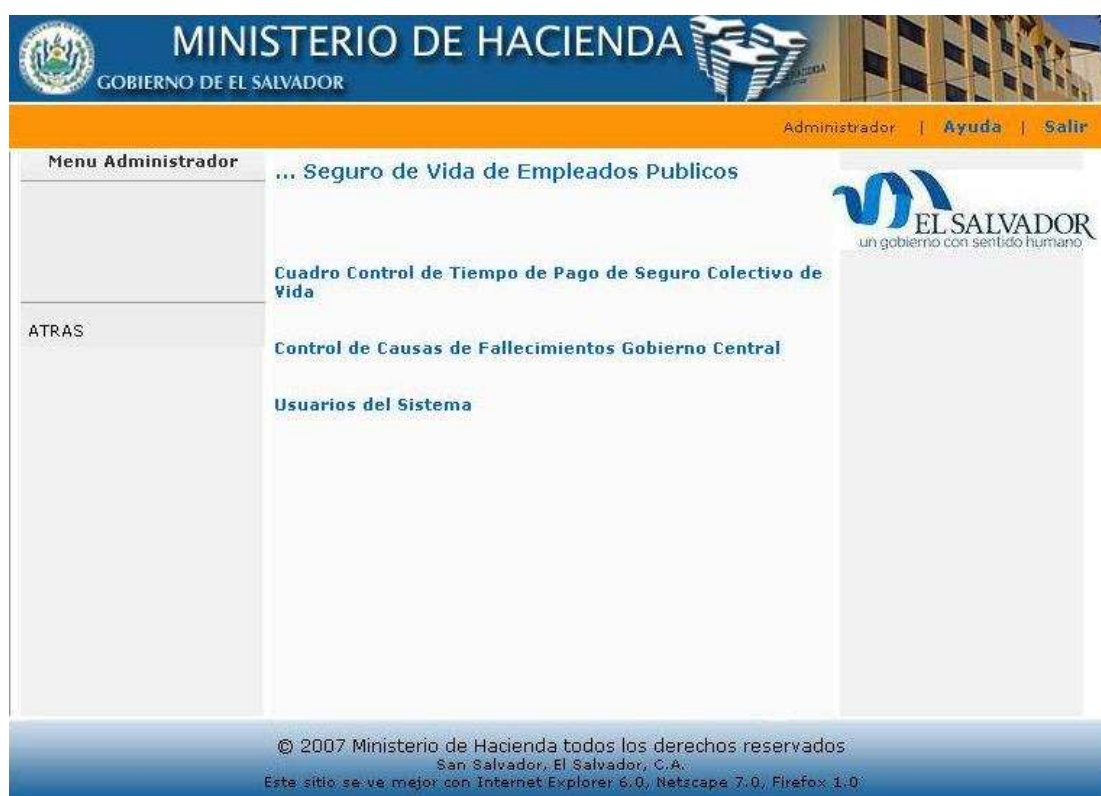 MINISTERIO DE HACIENDA
GOBIERNO DE EL SALVADOR
Administrador | Ayuda | Salir
Menu Administrador
ATRAS
... Seguro de Vida de Empleados Publicos
Cuadro Control de Tiempo de Pago de Seguro Colectivo de
Vida
Control de Causas de Fallecimientos Gobierno Central
Usuarios del Sistema
EL SALVADOR
un gobierno con sentido humano
© 2007 Ministerio de Hacienda todos los derechos reservados
San Salvador, El Salvador, C.A.
Este sitio se ve mejor con Internet Explorer 6.0, Netscape 7.0, Firefox 1.0